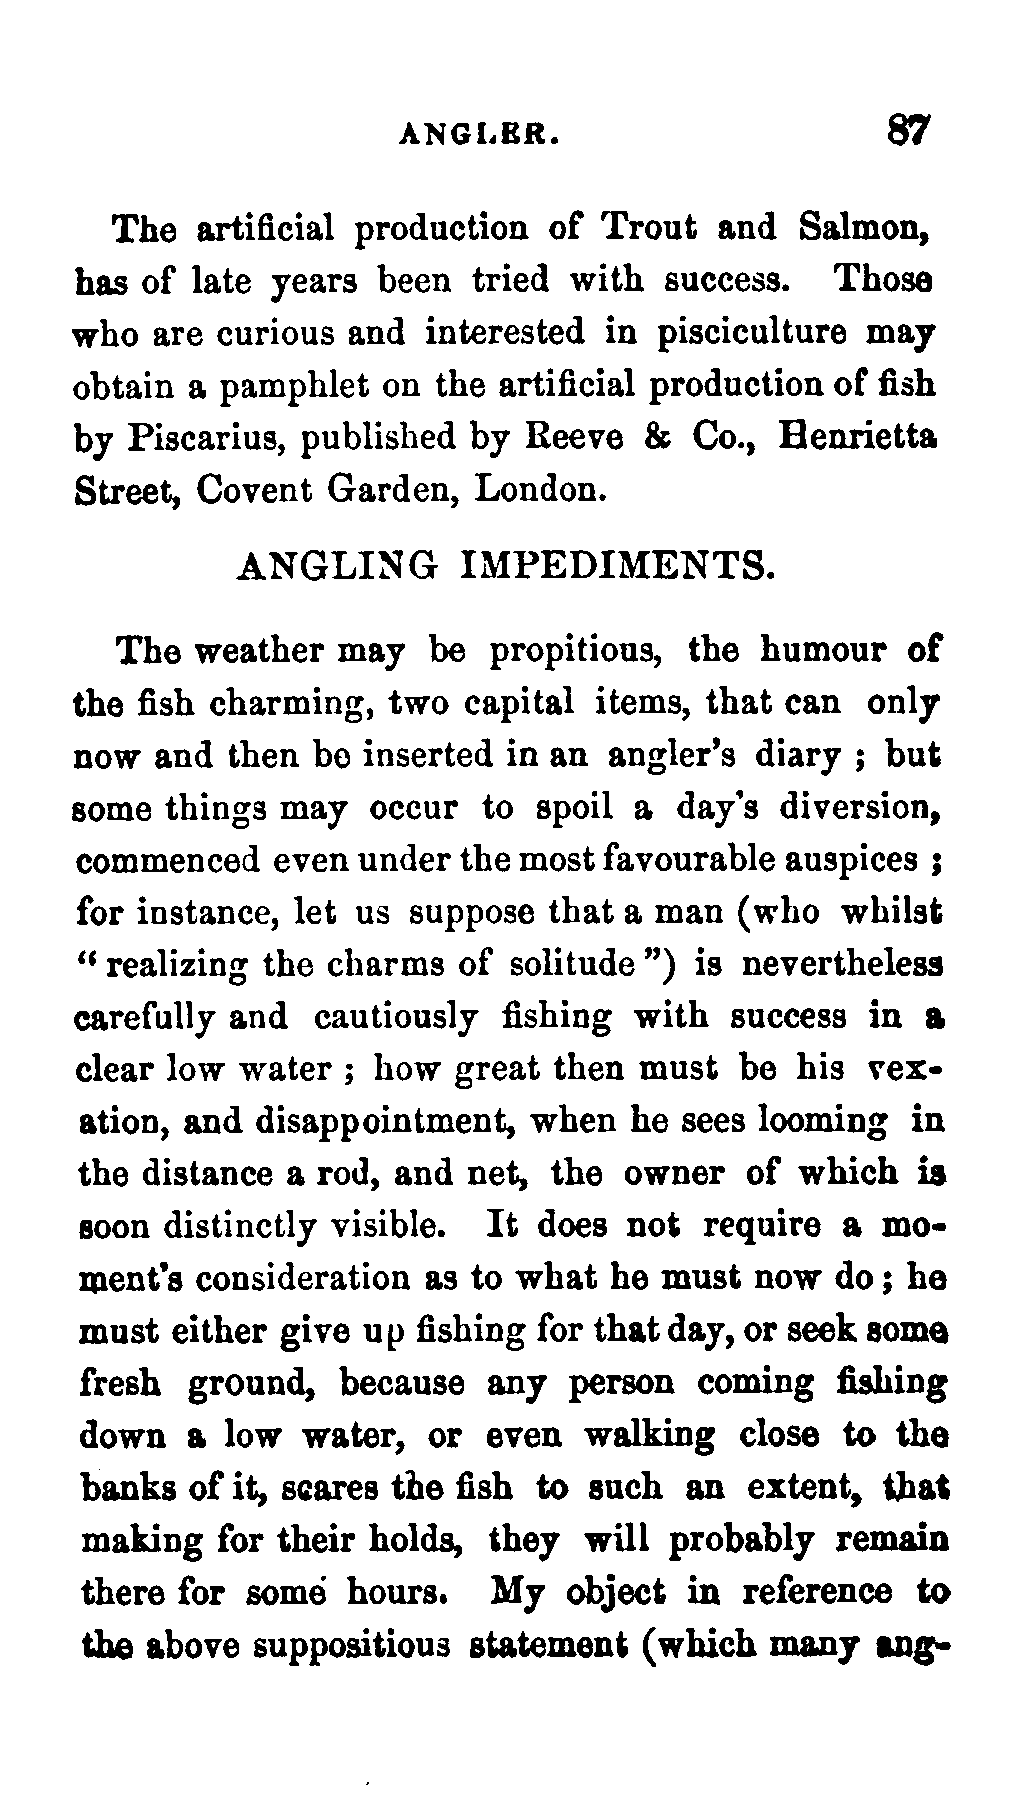 ANGLER. 87
The artificial production of Trout and Salmon,
has of late years been tried with success. Those
who are curious and interested in pisciculture may
obtain a pamphlet on the artificial production of fish
by Piscarius, published by Reeve & Co., Henrietta
Street, Covent Garden, London.
ANGLING IMPEDIMENTS.
The weather may be propitious, the humour of
the fish charming, two capital items, that can only
now and then be inserted in an angler's diary ; but
some things may occur to spoil a day's diversion,
commenced even under the most favourable auspices ;
for instance, let us suppose that a man (who whilst
“ realizing the charms of solitude ”) is nevertheless
carefully and cautiously fishing with success in a
clear low water ; how great then must be his vex-
ation, and disappointment, when he sees looming in
the distance a rod, and net, the owner of which is
soon distinctly visible. It does not require a mo-
ment's consideration as to what he must now do ; he
must either give up fishing for that day, or seek some
fresh ground, because any person coming fishing
down a low water, or even walking close to the
banks of it, scares the fish to such an extent, that
making for their holds, they will probably remain
there for some hours. My object in reference to
the above suppositious statement (which many ang-